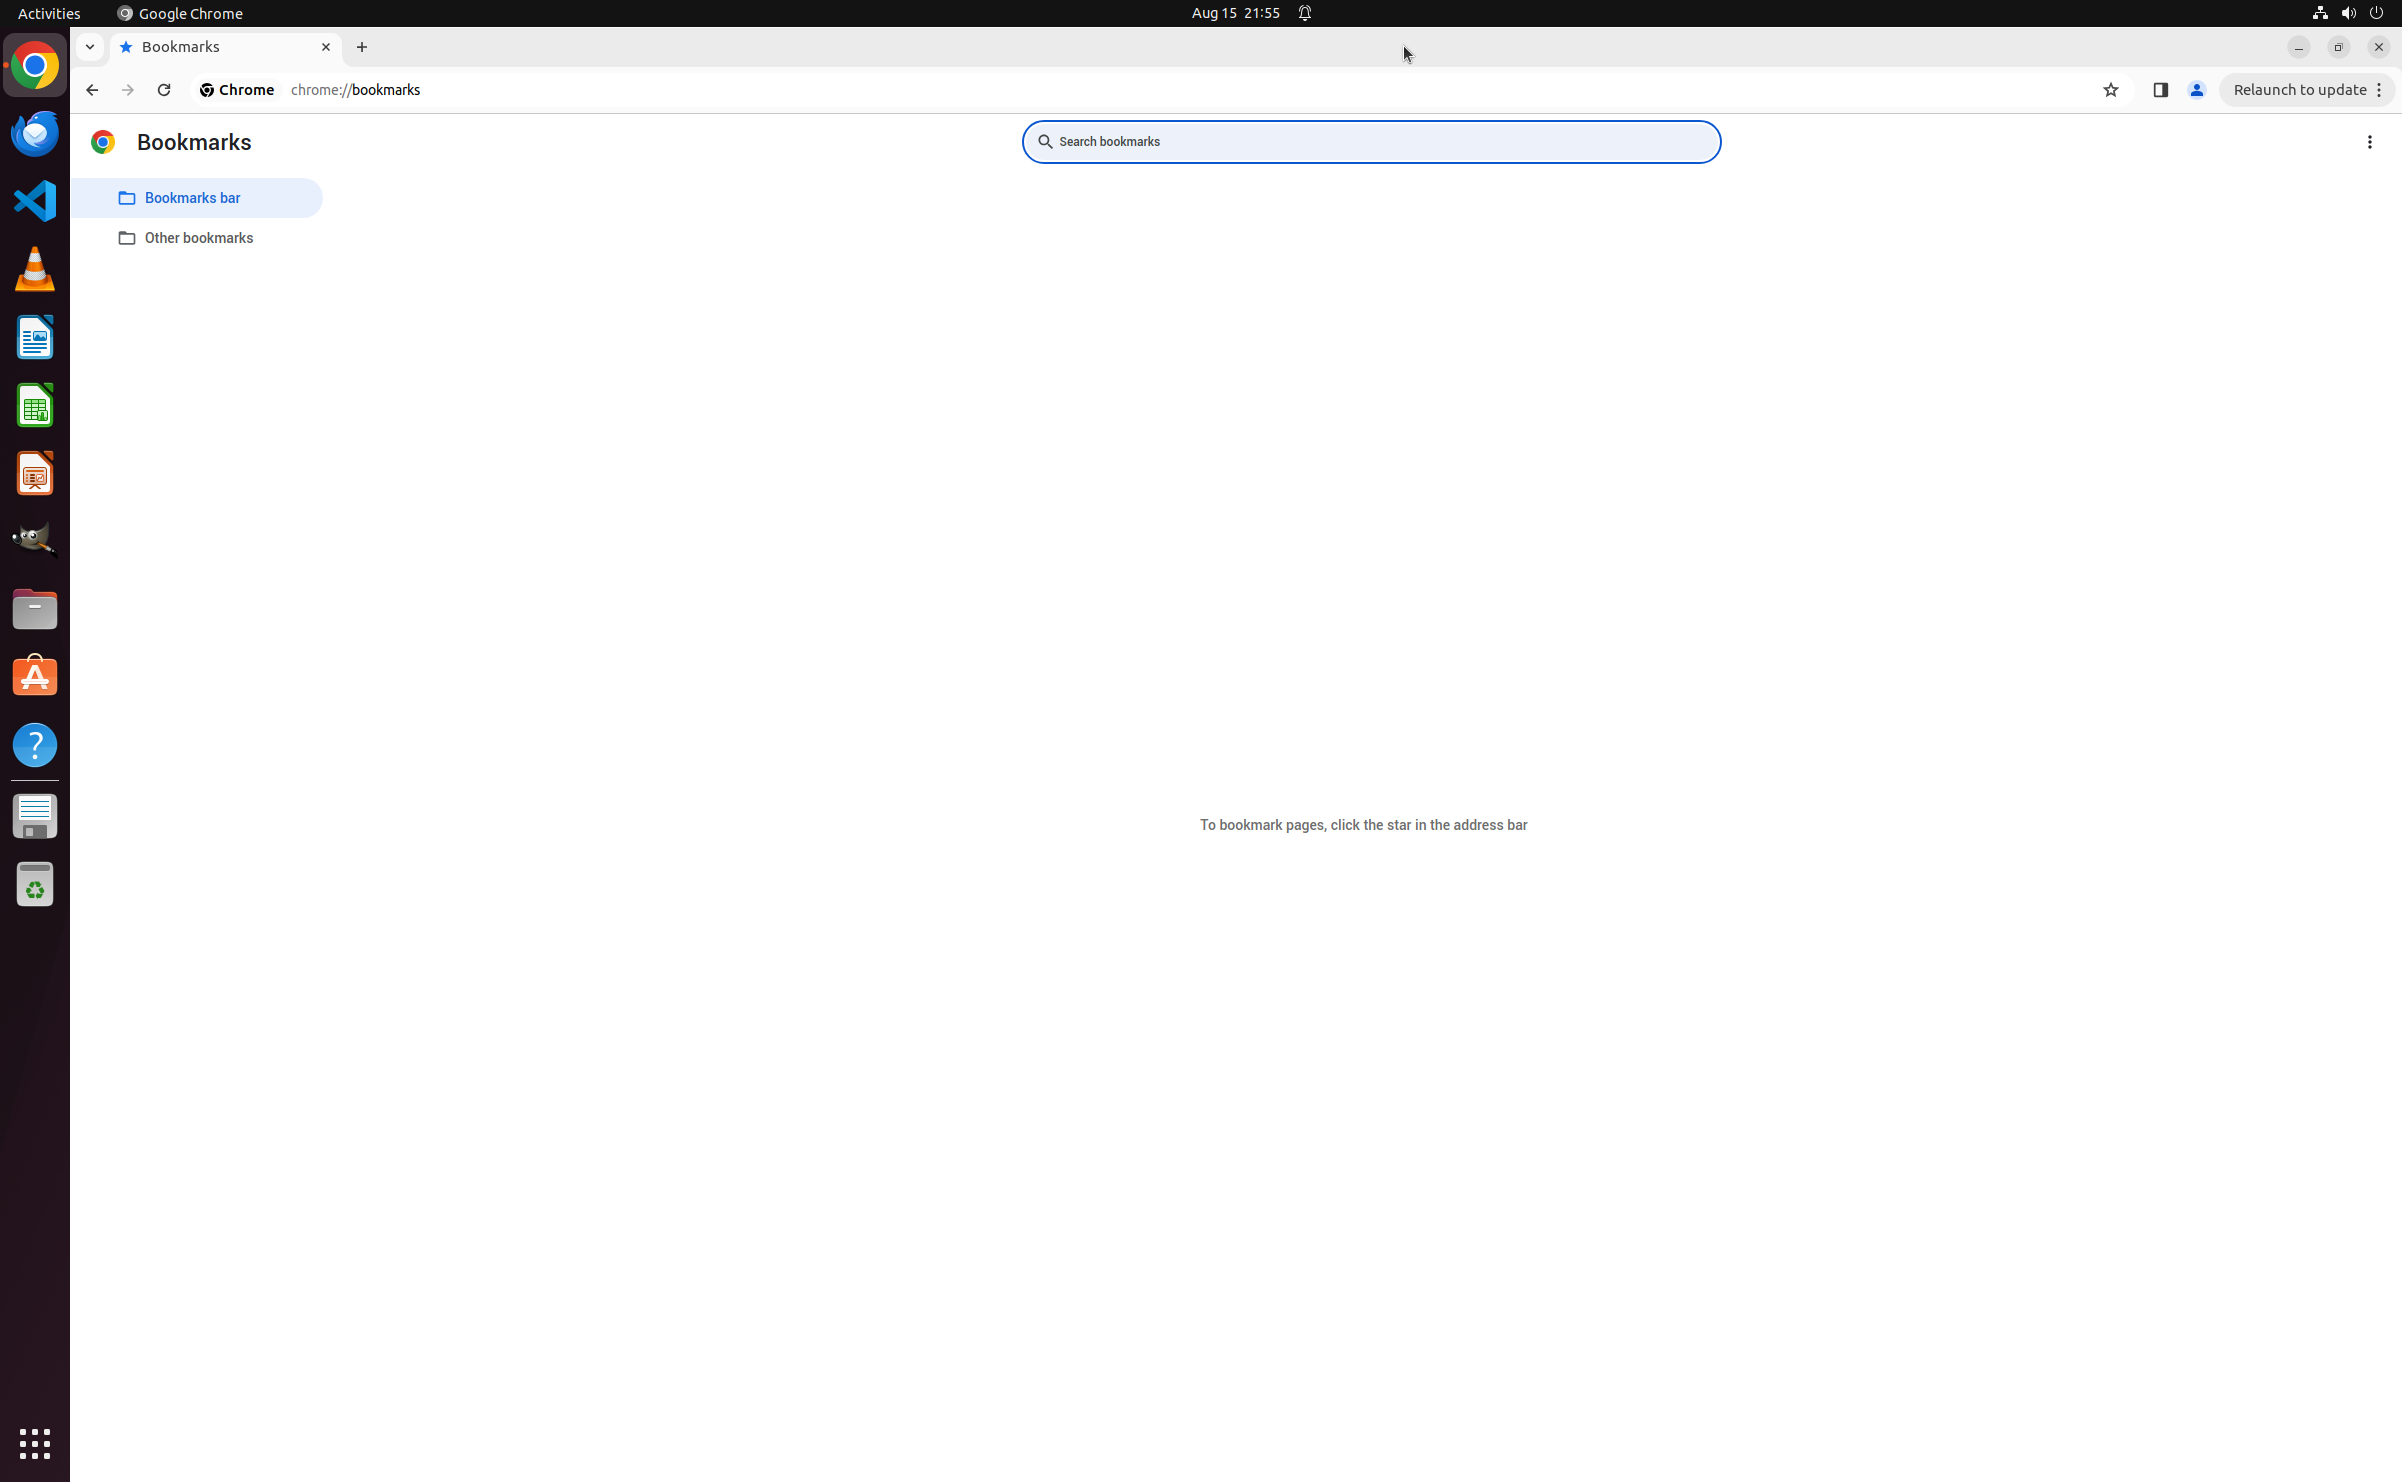 Activities
Google Chrome
Aug 15 21:55
Bookmarks
Chrome
chrome://bookmarks
Relaunch to update
Bookmarks
Search bookmarks
Bookmarks bar
Other bookmarks
To bookmark pages, click the star in the address bar